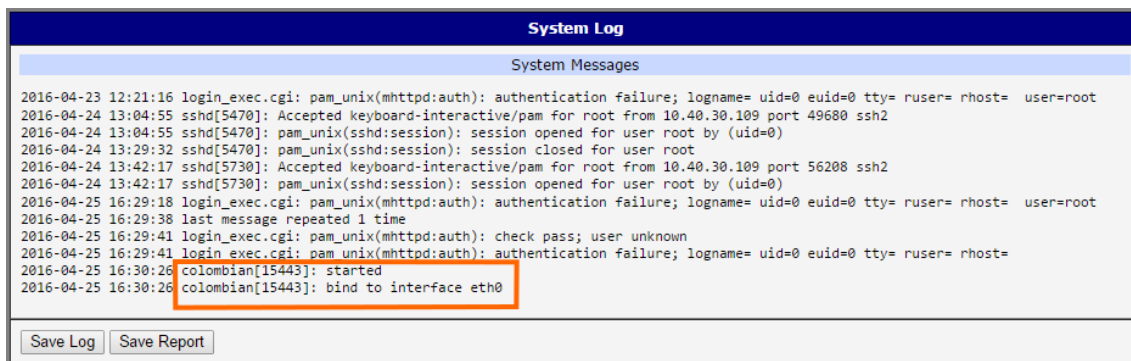 System Log
System Messages
2016-04-23 12:21:16 login_exec.cgi: pam_unix(mhttpd:auth): authentication failure; logname= uid=0 euid=0 tty= ruser= rhost=  user=root
2016-04-24 13:04:55 sshd[5470]: Accepted keyboard-interactive/pam for root from 10.40.30.109 port 49680 ssh2
2016-04-24 13:04:55 sshd[5470]: pam_unix(sshd:session): session opened for user root by (uid=0)
2016-04-24 13:29:32 sshd[5470]: pam_unix(sshd:session): session closed for user root
2016-04-24 13:42:17 sshd[5730]: Accepted keyboard-interactive/pam for root from 10.40.30.109 port 56208 ssh2
2016-04-24 13:42:17 sshd[5730]: pam_unix(sshd:session): session opened for user root by (uid=0)
2016-04-25 16:29:18 login_exec.cgi: pam_unix(mhttpd:auth): authentication failure; logname= uid=0 euid=0 tty= ruser= rhost=  user=root
2016-04-25 16:29:38 last message repeated 1 time
2016-04-25 16:29:41 login_exec.cgi: pam_unix(mhttpd:auth): check pass; user unknown
2016-04-25 16:29:41 login_exec.cgi: pam_unix(mhttpd:auth): authentication failure; logname= uid=0 euid=0 tty= ruser= rhost=
2016-04-25 16:30:26 colombian[15443]: started
2016-04-25 16:30:26 colombian[15443]: bind to interface eth0
Save Log Save Report